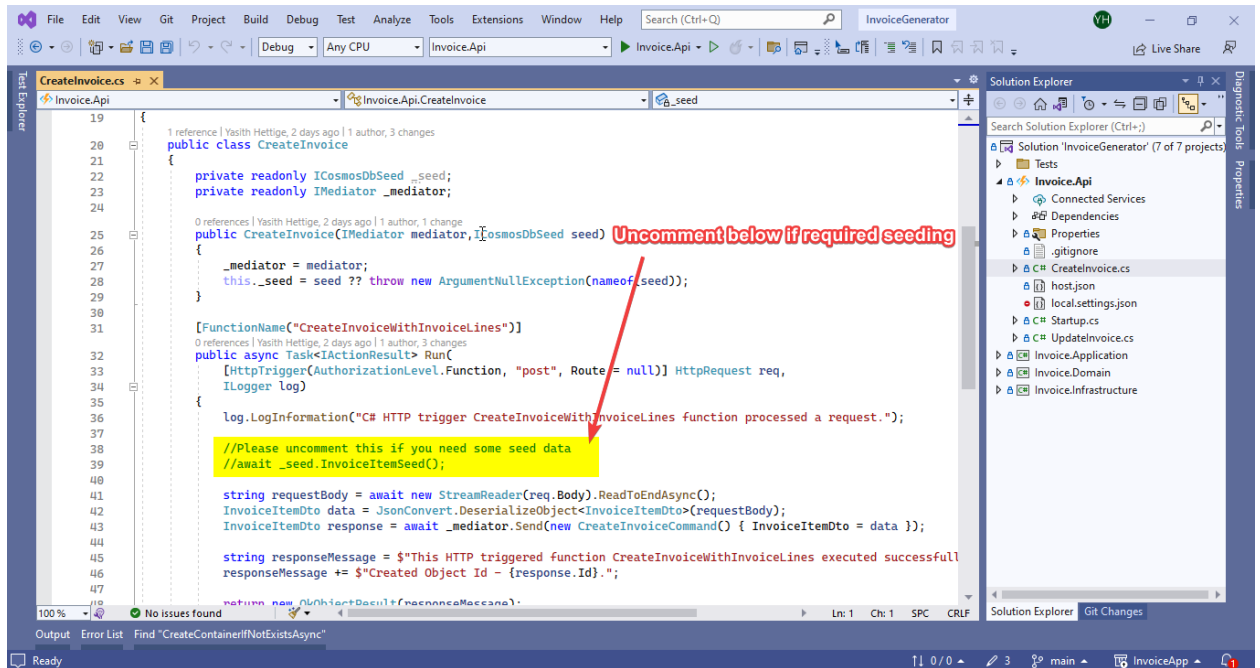 File Edit View Git Project Build Debug Test Analyze Tools Extensions Window Help Search (Ctrl+Q) InvoiceGenerator YH
Debug Any CPU Invoice.Api Invoice.Api Live Share
Test Explorer
CreateInvoice.cs
Invoice.Api Invoice.Api.CreateInvoice _seed
19 {
1 reference | Yasith Hettige, 2 days ago | 1 author, 3 changes
20 public class CreateInvoice
21 {
22 private readonly ICosmosDbSeed _seed;
23 private readonly IMediator _mediator;
24
0 references | Yasith Hettige, 2 days ago | 1 author, 1 change
25 public CreateInvoice(IMediator mediator,ICosmosDbSeed seed)
Uncomment below if required seeding
26 {
27 _mediator = mediator;
28 this._seed = seed ?? throw new ArgumentNullException(nameof(seed));
29 }
30
31 [FunctionName("CreateInvoiceWithInvoiceLines")]
0 references | Yasith Hettige, 2 days ago | 1 author, 3 changes
32 public async Task<IActionResult> Run(
33 [HttpTrigger(AuthorizationLevel.Function, "post", Route = null)] HttpRequest req,
34 ILogger log)
35 {
36 log.LogInformation("C# HTTP trigger CreateInvoiceWithInvoiceLines function processed a request.");
37
38 //Please uncomment this if you need some seed data
39 //await _seed.InvoiceItemSeed();
40
41 string requestBody = await new StreamReader(req.Body).ReadToEndAsync();
42 InvoiceItemDto data = JsonConvert.DeserializeObject<InvoiceItemDto>(requestBody);
43 InvoiceItemDto response = await _mediator.Send(new CreateInvoiceCommand() { InvoiceItemDto = data });
44
45 string responseMessage = $"This HTTP triggered function CreateInvoiceWithInvoiceLines executed successfull
46 responseMessage += $"Created Object Id - {response.Id}.";
47
48 return new OkObjectResult(responseMessage);
100 % No issues found Ln: 1 Ch: 1 SPC CRLF
Solution Explorer
Search Solution Explorer (Ctrl+;)
Solution 'InvoiceGenerator' (7 of 7 projects)
Tests
Invoice.Api
Connected Services
Dependencies
Properties
.gitignore
C# CreateInvoice.cs
host.json
local.settings.json
C# Startup.cs
C# UpdateInvoice.cs
Invoice.Application
Invoice.Domain
Invoice.Infrastructure
Solution Explorer Git Changes
Diagnostic Tools
Properties
Output Error List Find "CreateContainerIfNotExistsAsync"
Ready 0 / 0 3 main InvoiceApp 1